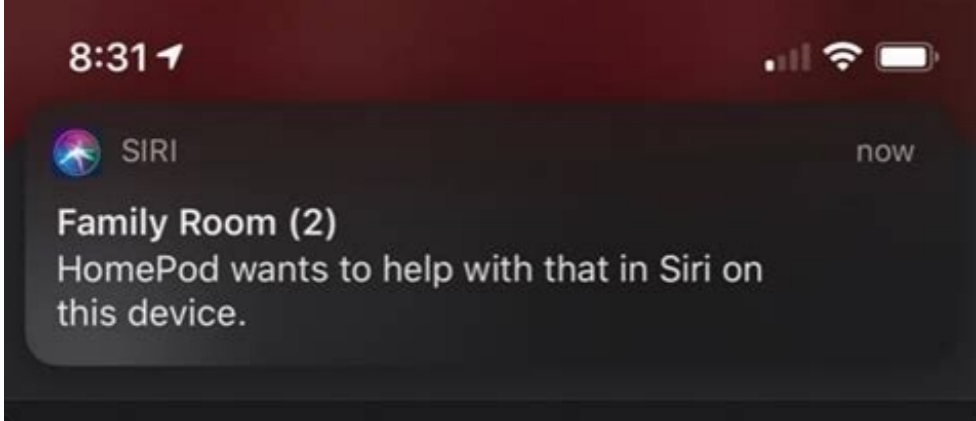 8:31
SIRI
now
Family Room (2)
HomePod wants to help with that in Siri on
this device.